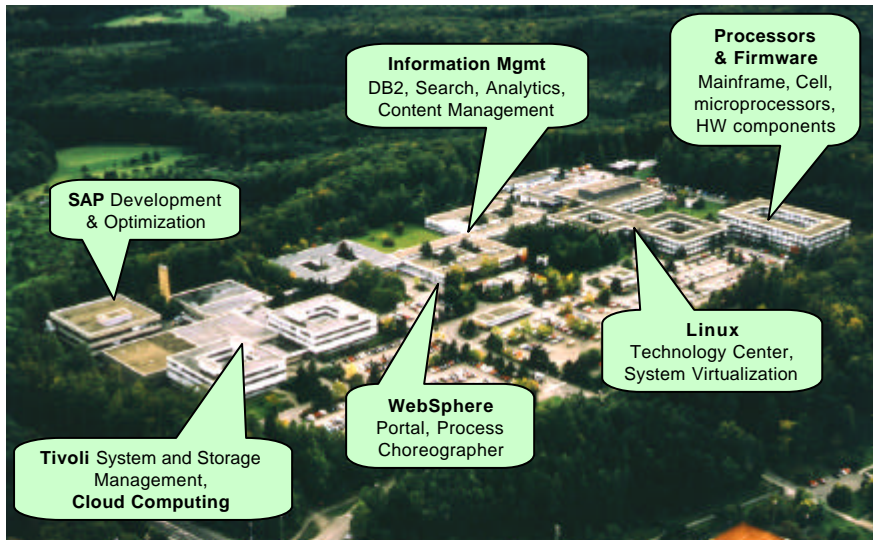 Processors
& Firmware
Mainframe, Cell,
microprocessors,
HW components
Information Mgmt
DB2, Search, Analytics,
Content Management
SAP Development
& Optimization
Linux
Technology Center,
System Virtualization
WebSphere
Portal, Process
Choreographer
Tivoli System and Storage
Management,
Cloud Computing